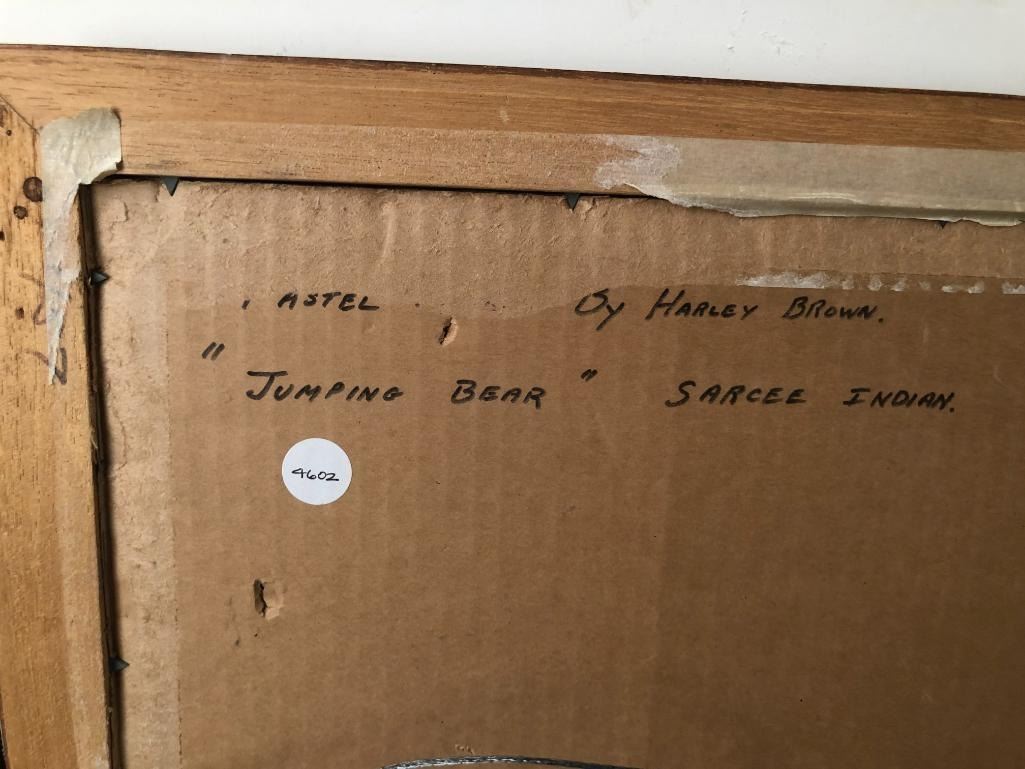 ASTEL By HARLEY BROWN.
"JUMPING BEAR" SARCEE INDIAN.
4602